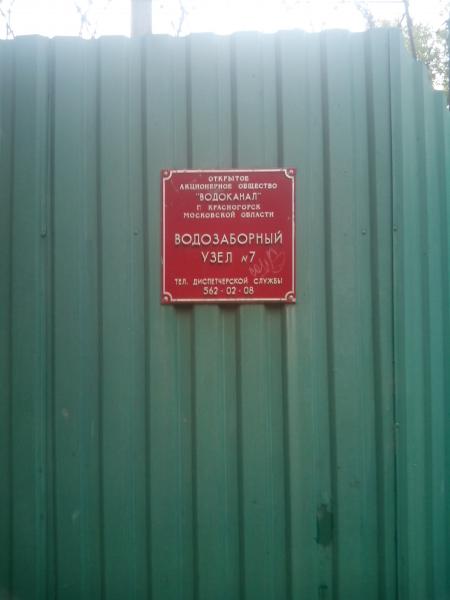 ОТКРЫТОЕ
АКЦИОНЕРНОЕ ОБЩЕСТВО
"ВОДОКАНАЛ"
Г. КРАСНОГОРСК
МОСКОВСКОЙ ОБЛАСТИ
ВОДОЗАБОРНЫЙ
УЗЕЛ №7
ТЕЛ. ДИСПЕТЧЕРСКОЙ СЛУЖБЫ
562-02-08